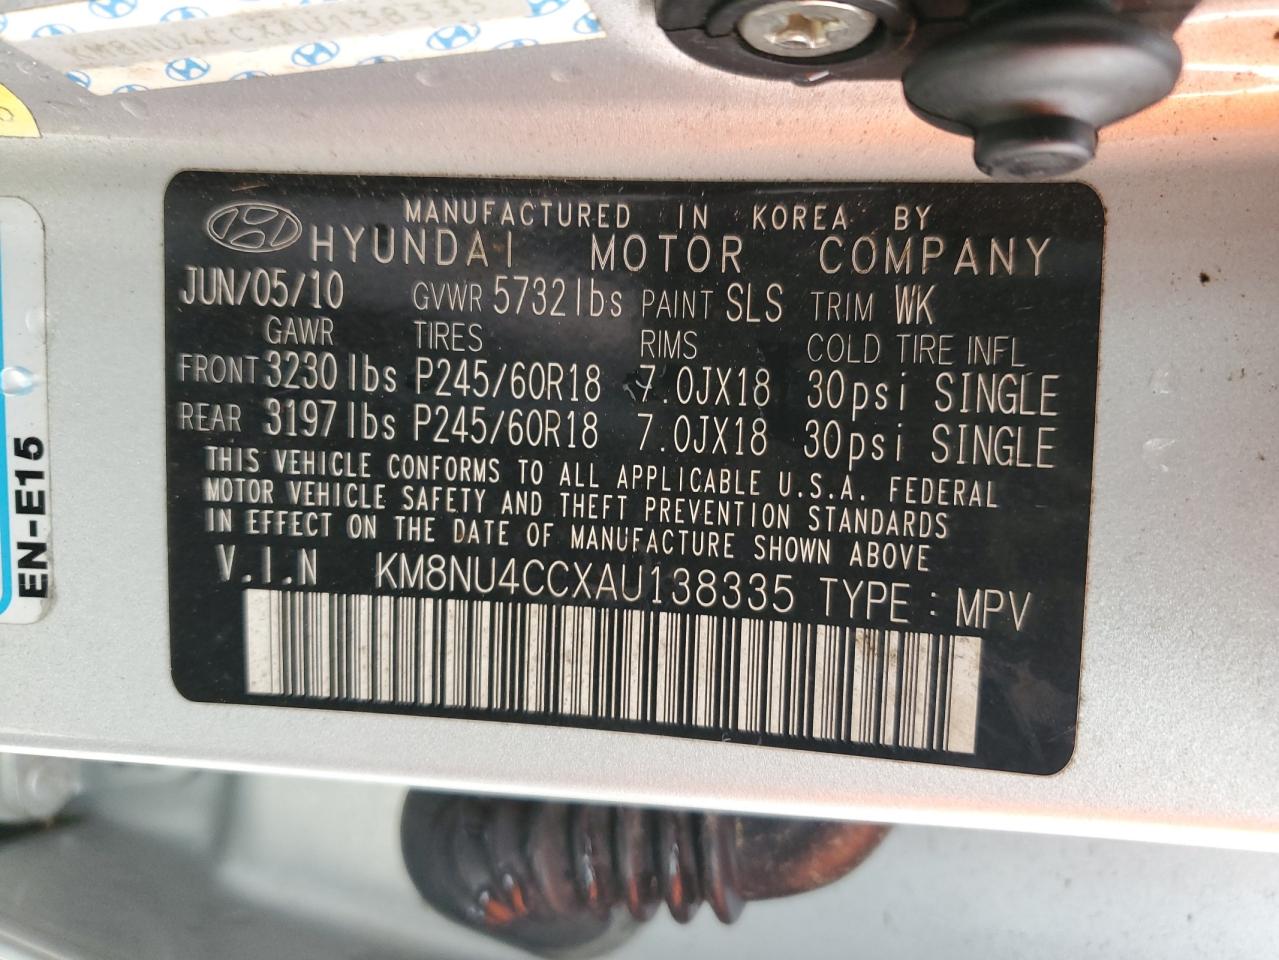 KM8NU4CCXAU138335
MANUFACTURED IN KOREA BY
HYUNDAI MOTOR COMPANY
JUN/05/10 GVWR 5732lbs PAINT SLS TRIM WK
GAWR TIRES RIMS COLD TIRE INFL
FRONT 3230lbs P245/60R18 7.0JX18 30psi SINGLE
REAR 3197lbs P245/60R18 7.0JX18 30psi SINGLE
THIS VEHICLE CONFORMS TO ALL APPLICABLE U.S.A. FEDERAL
MOTOR VEHICLE SAFETY AND THEFT PREVENTION STANDARDS
IN EFFECT ON THE DATE OF MANUFACTURE SHOWN ABOVE
V.I.N KM8NU4CCXAU138335 TYPE : MPV
EN-E15